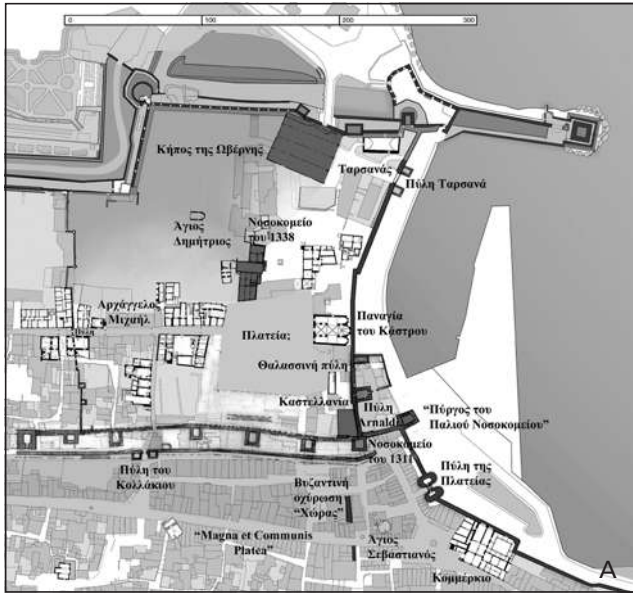 0 100 200 300
Κήπος της Ωβέρνης
Ταρσανάς
Πύλη Ταρσανά
Άγιος
Δημήτριος
Νοσοκομείο
του 1338
Αρχάγγελος
Μιχαήλ
Πύλη
Πλατεία;
Παναγία
του Κάστρου
Θαλασσινή πύλη
Καστελλανία
Πύλη
Arnaldi
"Πύργος του
Παλιού Νοσοκομείου"
Νοσοκομείο
του 1311
Πύλη του
Κολλάκιου
Πύλη της
Πλατείας
Βυζαντινή
οχύρωση
"Χώρας"
"Magna et Communis
Platea"
Άγιος
Σεβαστιανός
Κομμέρκιο
A